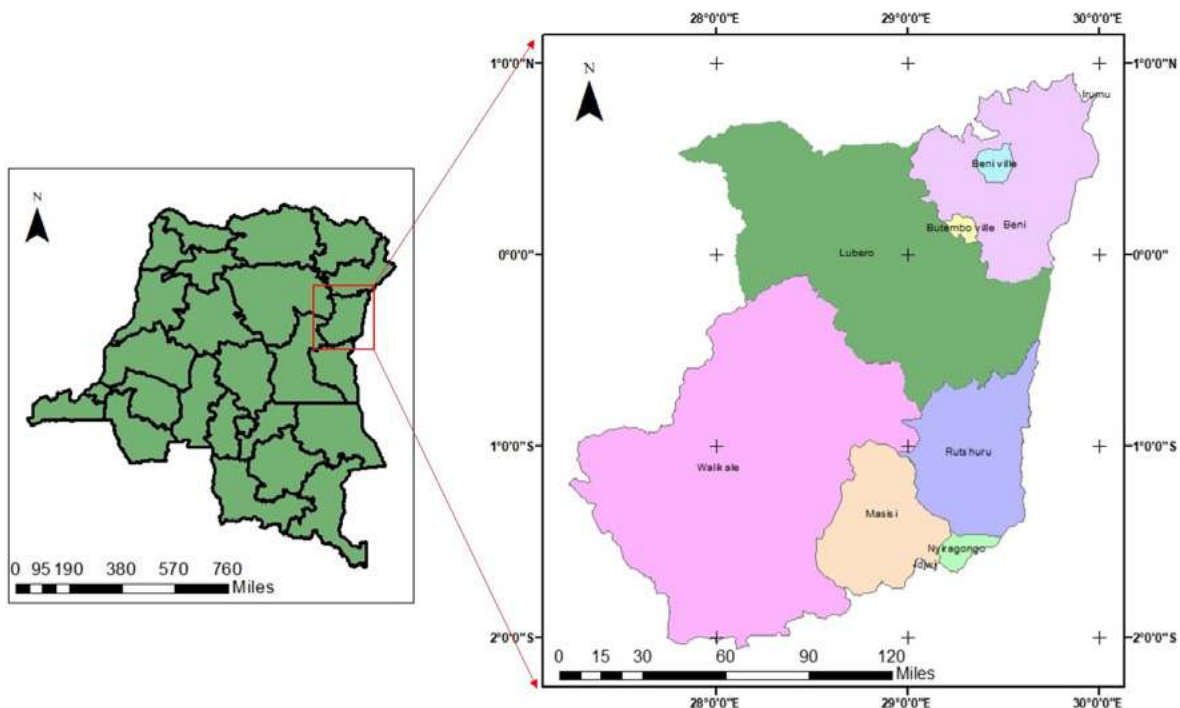 N
0 95 190 380 570 760
Miles
28°0'0"E 29°0'0"E 30°0'0"E
1°0'0"N 1°0'0"N
N
Irumu
Beni ville
Butembo ville
Beni
0°0'0" 0°0'0"
Lubero
Rutshuru
1°0'0"S 1°0'0"S
Walikale
Masisi
Nyiragongo
2°0'0"S 2°0'0"S
0 15 30 60 90 120
Miles
28°0'0"E 29°0'0"E 30°0'0"E